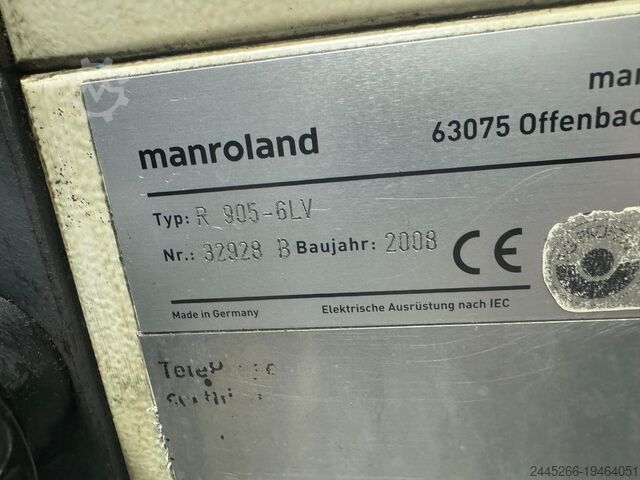 man
manroland
63075 Offenbac
Typ: R 905-6LV
Nr.: 32928 B Baujahr: 2008 CE
Made in Germany Elektrische Ausrüstung nach IEC
2445266-19464051